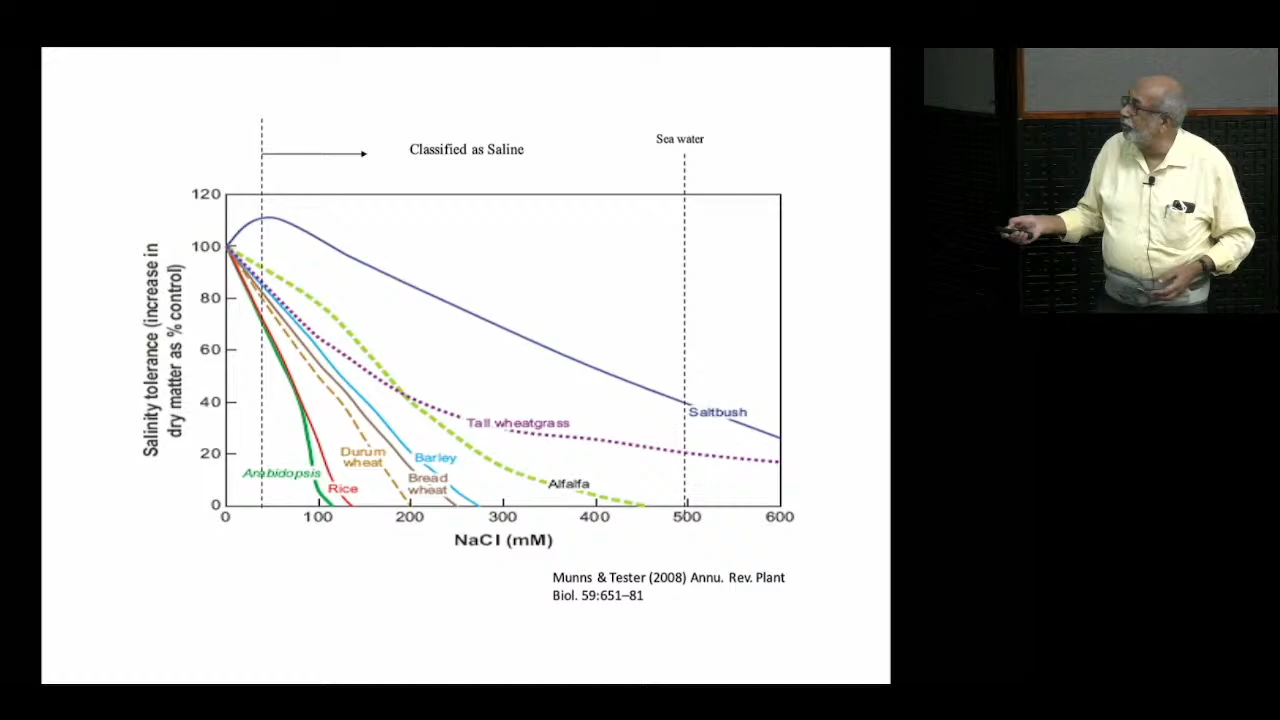 Classified as Saline
Sea water
120
100
80
60
40
20
0
Salinity tolerance (increase in
dry matter as % control)
Saltbush
Tall wheatgrass
Durum
wheat
Barley
Arabidopsis
Rice
Bread
wheat
Alfalfa
0 100 200 300 400 500 600
NaCl (mM)
Munns & Tester (2008) Annu. Rev. Plant
Biol. 59:651–81